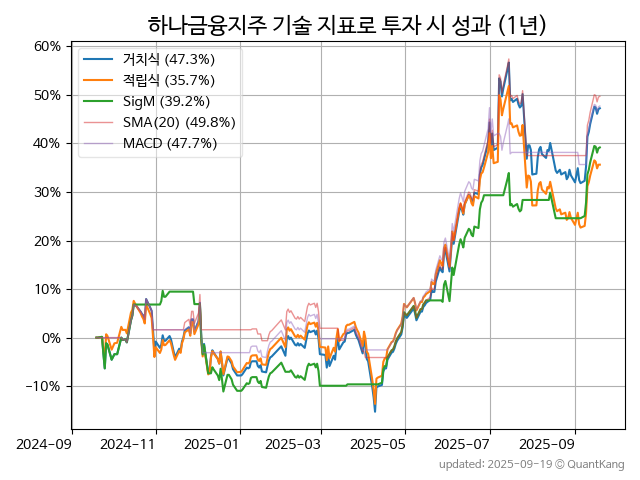 하나금융지주 기술 지표로 투자 시 성과 (1년)
60%
50%
40%
30%
20%
10%
0%
−10%
거치식 (47.3%)
적립식 (35.7%)
SigM (39.2%)
SMA(20) (49.8%)
MACD (47.7%)
2024-09 2024-11 2025-01 2025-03 2025-05 2025-07 2025-09
updated: 2025-09-19 © QuantKang